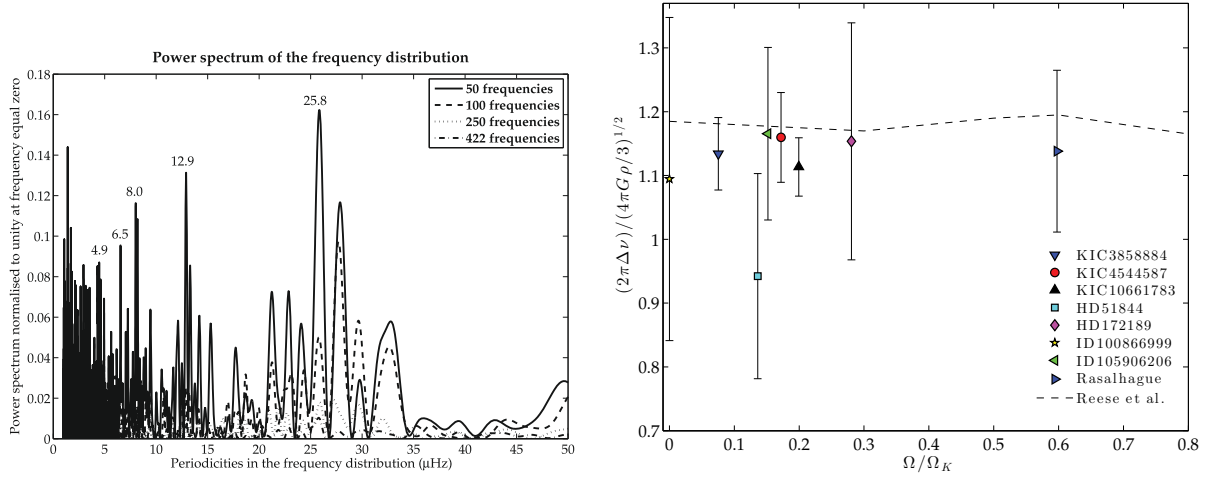 Power spectrum of the frequency distribution
Power spectrum normalised to unity at frequency equal zero
0.18
0.16
0.14
0.12
0.1
0.08
0.06
0.04
0.02
0
25.8
12.9
8.0
6.5
4.9
50 frequencies
100 frequencies
250 frequencies
422 frequencies
0 5 10 15 20 25 30 35 40 45 50
Periodicities in the frequency distribution (μHz)
(2πΔν)/(4πGρ/3)^{1/2}
1.3
1.2
1.1
1
0.9
0.8
0.7
KIC3858884
KIC4544587
KIC10661783
HD51844
HD172189
ID100866999
ID105906206
Rasalhague
Reese et al.
0 0.1 0.2 0.3 0.4 0.5 0.6 0.7 0.8
Ω/Ω_K